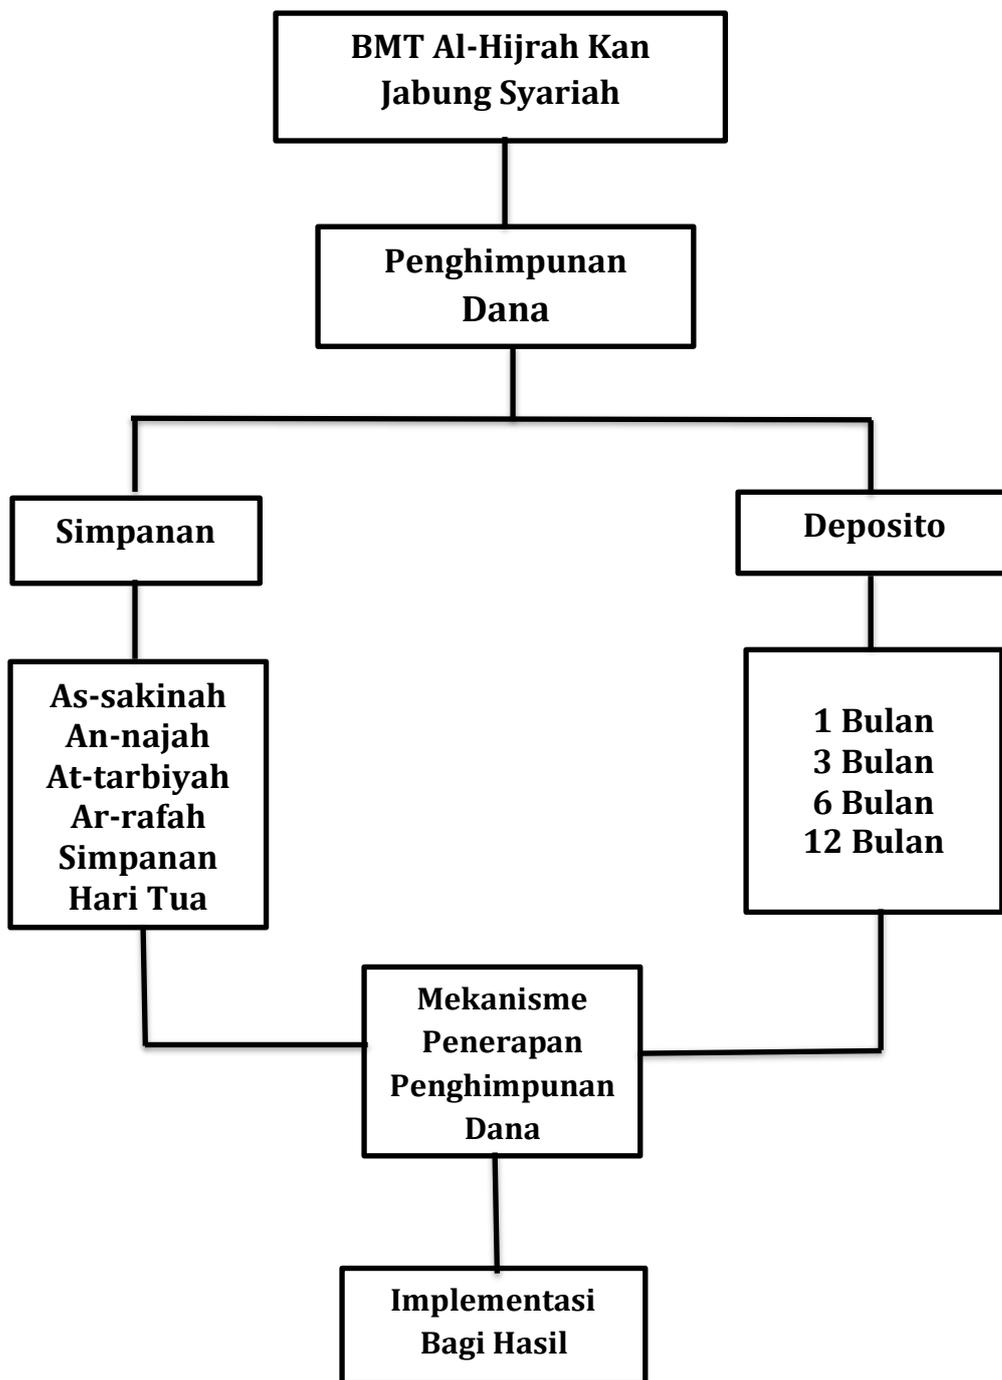 BMT Al-Hijrah Kan
Jabung Syariah
Penghimpunan
Dana
Simpanan
Deposito
As-sakinah
An-najah
At-tarbiyah
Ar-rafah
Simpanan
Hari Tua
1 Bulan
3 Bulan
6 Bulan
12 Bulan
Mekanisme
Penerapan
Penghimpunan
Dana
Implementasi
Bagi Hasil